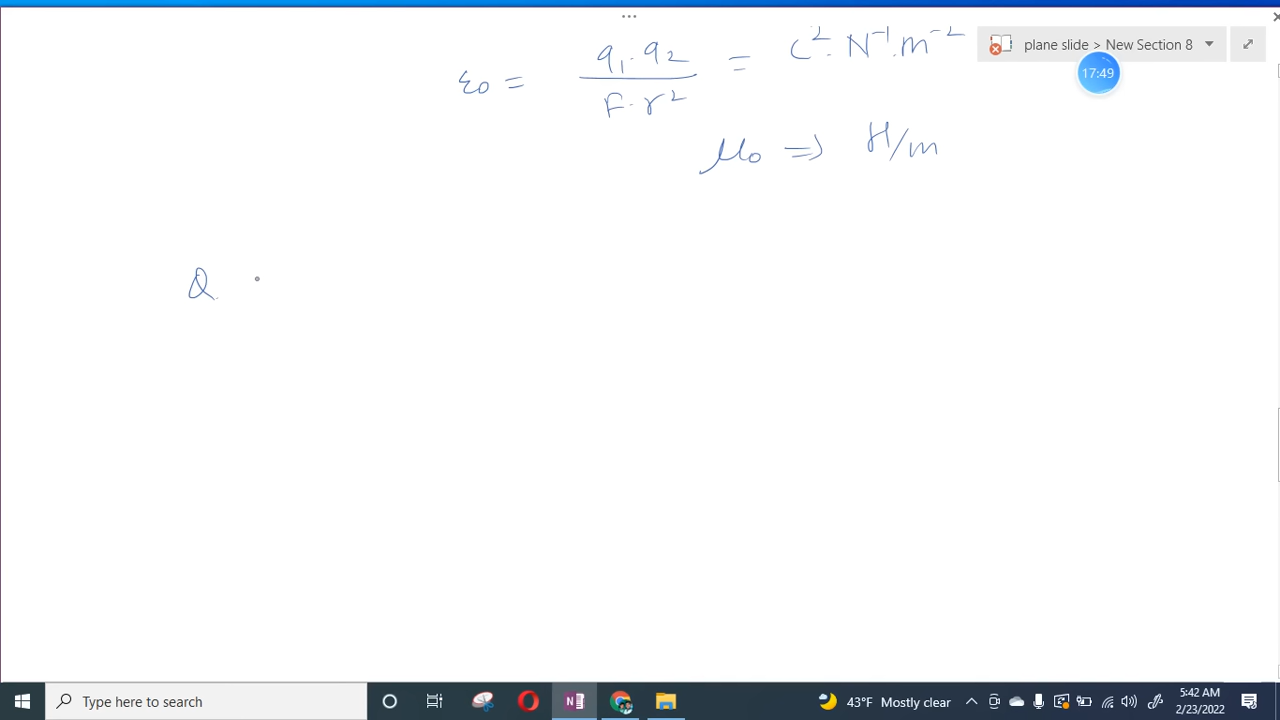 ...
plane slide > New Section 8
17:49
ε0 = q1.q2 / F.r² = C².N⁻¹.m⁻²
μ0 ⇒ H/m
Q.
Type here to search
43°F Mostly clear
5:42 AM
2/23/2022